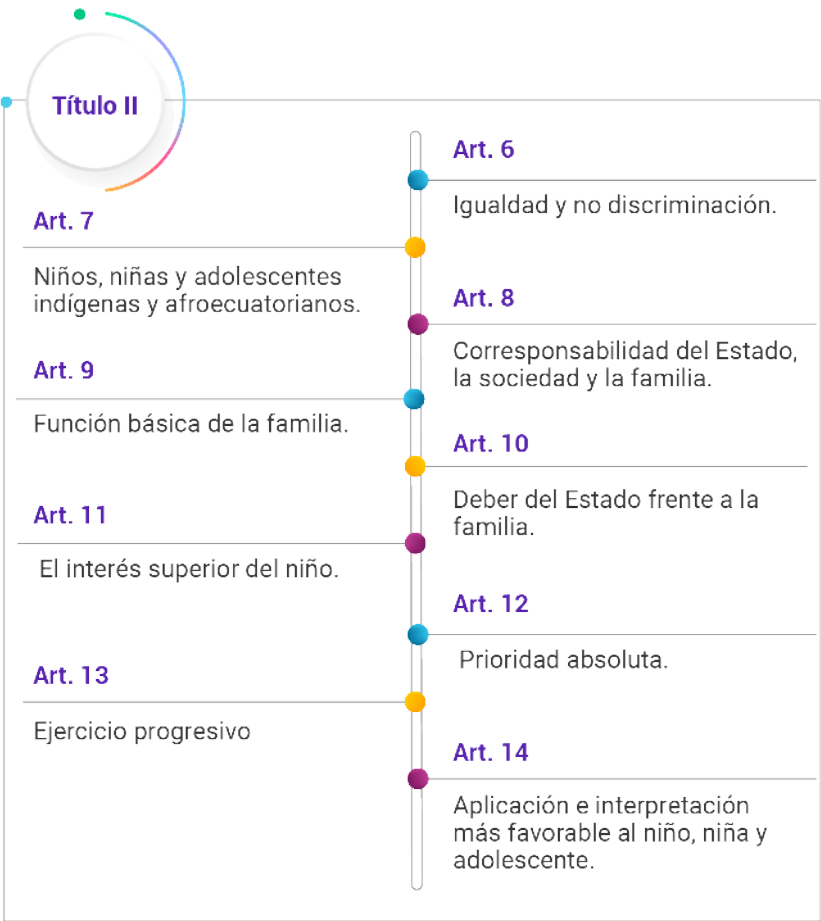 Título II
Art. 6
Igualdad y no discriminación.
Art. 7
Niños, niñas y adolescentes
indígenas y afroecuatorianos.
Art. 8
Corresponsabilidad del Estado,
la sociedad y la familia.
Art. 9
Función básica de la familia.
Art. 10
Deber del Estado frente a la
familia.
Art. 11
El interés superior del niño.
Art. 12
Prioridad absoluta.
Art. 13
Ejercicio progresivo
Art. 14
Aplicación e interpretación
más favorable al niño, niña y
adolescente.